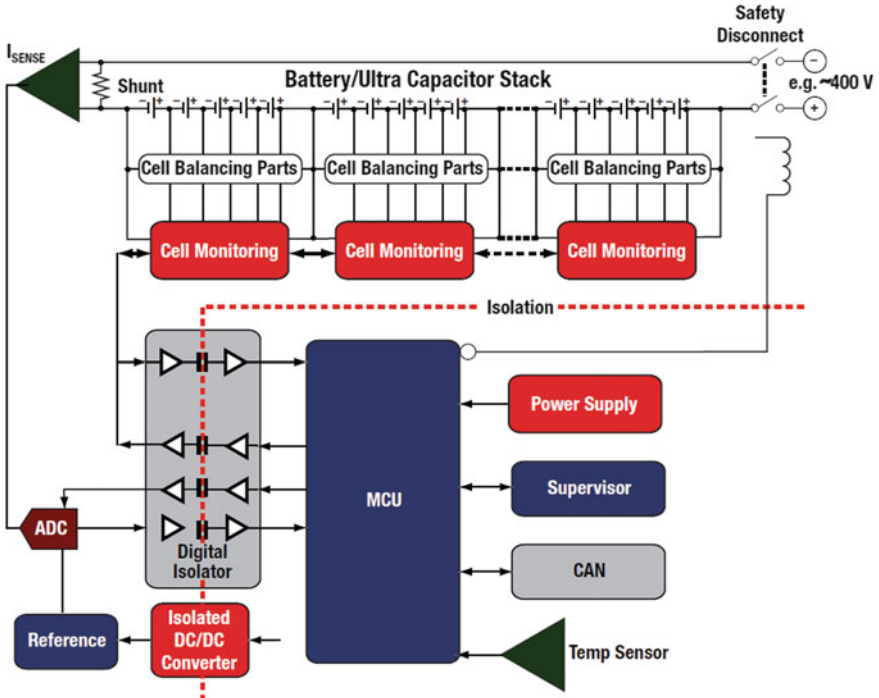 Safety
Disconnect
I_SENSE
Shunt
Battery/Ultra Capacitor Stack
−
e.g. ~400 V
+
− + − + − + − + − + − + − + − + − + − + − + − + − + − + − +
Cell Balancing Parts
Cell Balancing Parts
Cell Balancing Parts
Cell Monitoring
Cell Monitoring
Cell Monitoring
Isolation
Power Supply
MCU
Supervisor
ADC
Digital
Isolator
CAN
Reference
Isolated
DC/DC
Converter
Temp Sensor